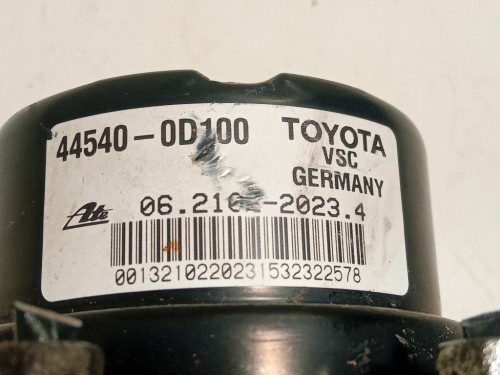 44540-0D100 TOYOTA
VSC
GERMANY
Ate
0013210220231532322578